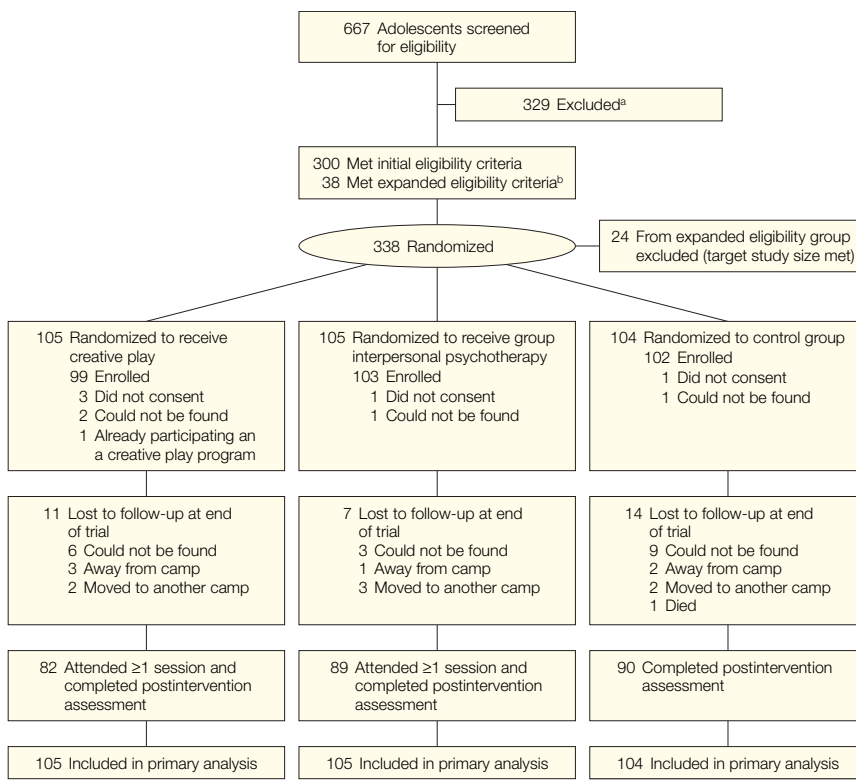 667 Adolescents screened
for eligibility
329 Excludedᵃ
300 Met initial eligibility criteria
38 Met expanded eligibility criteriaᵇ
338 Randomized
24 From expanded eligibility group
excluded (target study size met)
105 Randomized to receive
creative play
99 Enrolled
3 Did not consent
2 Could not be found
1 Already participating an
a creative play program
105 Randomized to receive group
interpersonal psychotherapy
103 Enrolled
1 Did not consent
1 Could not be found
104 Randomized to control group
102 Enrolled
1 Did not consent
1 Could not be found
11 Lost to follow-up at end
of trial
6 Could not be found
3 Away from camp
2 Moved to another camp
7 Lost to follow-up at end
of trial
3 Could not be found
1 Away from camp
3 Moved to another camp
14 Lost to follow-up at end
of trial
9 Could not be found
2 Away from camp
2 Moved to another camp
1 Died
82 Attended ≥1 session and
completed postintervention
assessment
89 Attended ≥1 session and
completed postintervention
assessment
90 Completed postintervention
assessment
105 Included in primary analysis
105 Included in primary analysis
104 Included in primary analysis